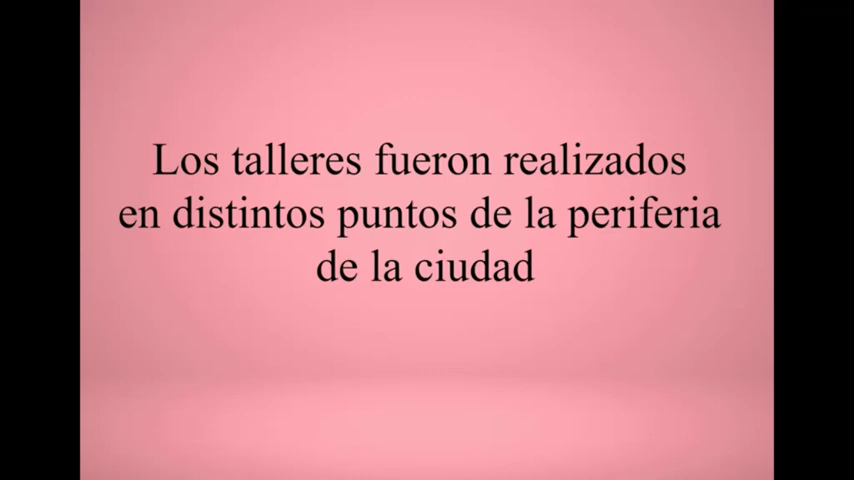 Los talleres fueron realizados
en distintos puntos de la periferia
de la ciudad